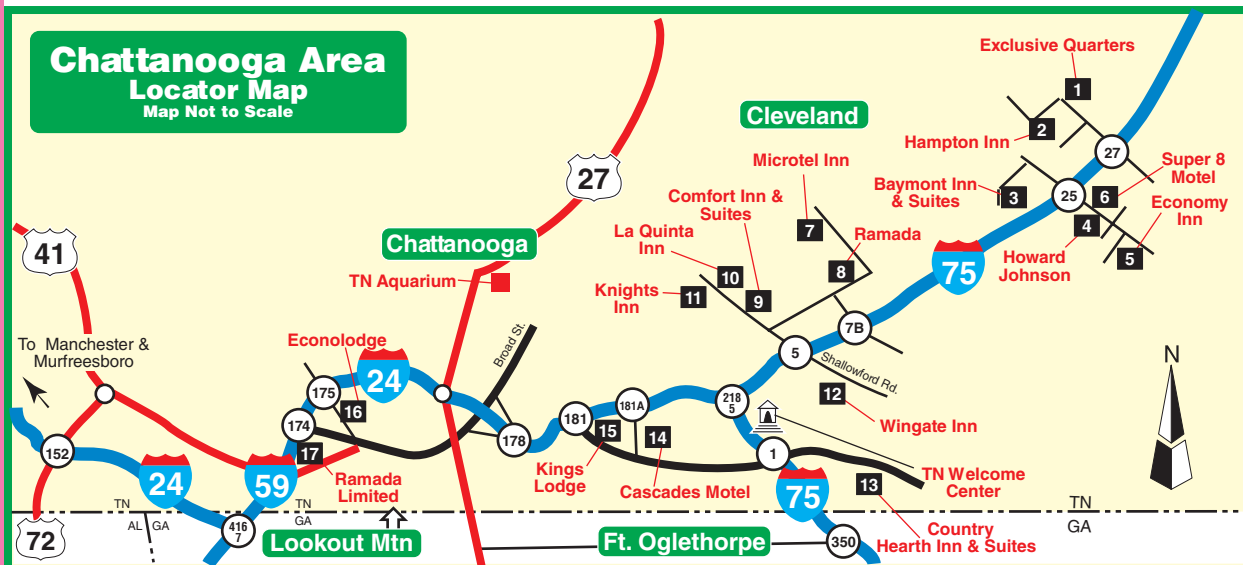 Chattanooga Area
Locator Map
Map Not to Scale
Exclusive Quarters
1
Cleveland
2
Hampton Inn
27
27
Microtel Inn
Super 8
Motel
Baymont Inn
& Suites
3
25
6
Comfort Inn &
Suites
Economy
Inn
41
Chattanooga
La Quinta
Inn
7
Ramada
4
Howard
Johnson
5
TN Aquarium
10
8
75
Knights
Inn
11
9
7B
To Manchester &
Murfreesboro
Econolodge
Broad St.
5
Shallowford Rd.
N
24
175
16
174
181
181A
218
5
12
Wingate Inn
152
17
178
15
14
1
Kings
Lodge
Cascades Motel
TN Welcome
Center
24
59
Ramada
Limited
75
13
TN
TN
TN
72
AL
GA
416
7
GA
Lookout Mtn
Ft. Oglethorpe
350
Country
Hearth Inn & Suites
GA